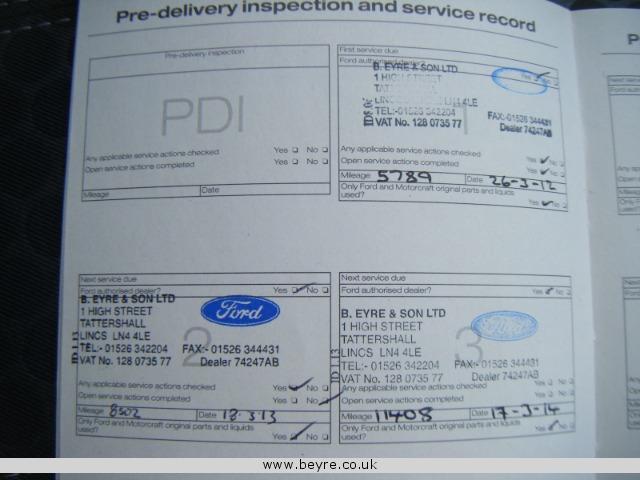 Pre-delivery inspection and service record
Pre-delivery inspection
PDI
Any applicable service actions checked Yes No
Open service actions completed Yes No
Mileage Date
First service due
Ford authorised dealer? Yes No
B. EYRE & SON LTD
1 HIGH STREET
LINCS LN4 4LE
TEL:- 01526 342204 FAX:- 01526 344431
VAT No. 128 0735 77 Dealer 74247AB
1
Any applicable service actions checked Yes No
Open service actions completed Yes No
Mileage 5789 Date 26-3-12
Only Ford and Motorcraft original parts and liquids
used? Yes No
Next service due
Ford authorised dealer? Yes No
B. EYRE & SON LTD
Ford
1 HIGH STREET
TATTERSHALL
LINCS LN4 4LE
TEL:- 01526 342204 FAX:- 01526 344431
VAT No. 128 0735 77 Dealer 74247AB
2
Any applicable service actions checked Yes No
Open service actions completed Yes No
Mileage 8502 Date 18.3.13
Only Ford and Motorcraft original parts and liquids
used? Yes No
Next service due
Ford authorised dealer? Yes No
B. EYRE & SON LTD
Ford
1 HIGH STREET
TATTERSHALL
LINCS LN4 4LE
TEL:- 01526 342204 FAX:- 01526 344431
VAT No. 128 0735 77 Dealer 74247AB
3
Any applicable service actions checked Yes No
Open service actions completed Yes No
Mileage 11408 Date 17-3-14
Only Ford and Motorcraft original parts and liquids
used? Yes No
www.beyre.co.uk